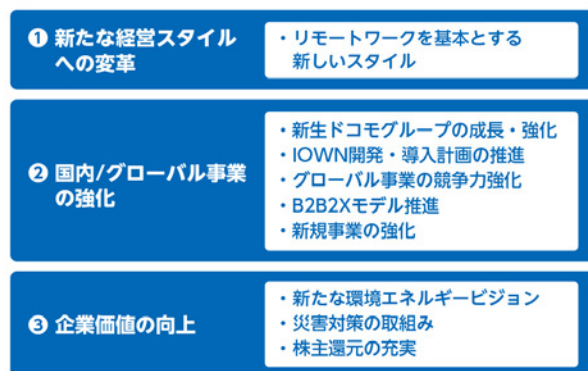 ❶ 新たな経営スタイル
への変革
・リモートワークを基本とする
新しいスタイル
❷ 国内/グローバル事業
の強化
・新生ドコモグループの成長・強化
・IOWN開発・導入計画の推進
・グローバル事業の競争力強化
・B2B2Xモデル推進
・新規事業の強化
❸ 企業価値の向上
・新たな環境エネルギービジョン
・災害対策の取組み
・株主還元の充実